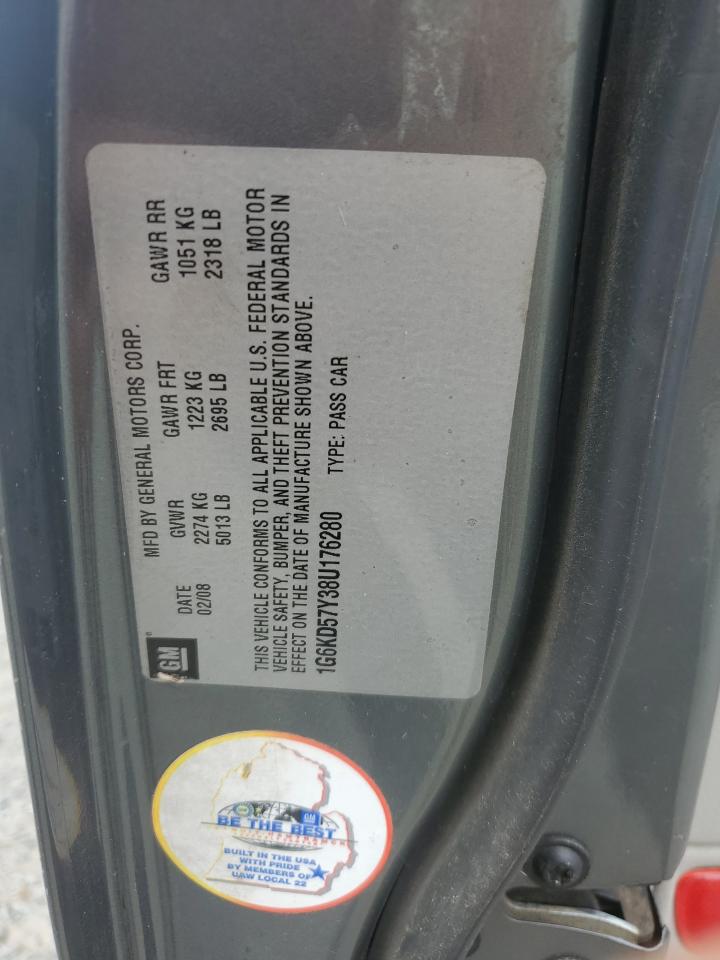 GM
MFD BY GENERAL MOTORS CORP.
DATE GVWR GAWR FRT GAWR RR
02/08 2274 KG 1223 KG 1051 KG
5013 LB 2695 LB 2318 LB
THIS VEHICLE CONFORMS TO ALL APPLICABLE U.S. FEDERAL MOTOR
VEHICLE SAFETY, BUMPER, AND THEFT PREVENTION STANDARDS IN
EFFECT ON THE DATE OF MANUFACTURE SHOWN ABOVE.
1G6KD57Y38U176280 TYPE: PASS CAR
GM
BE THE BEST
BUILT IN THE USA
WITH PRIDE
BY MEMBERS OF
UAW LOCAL 22